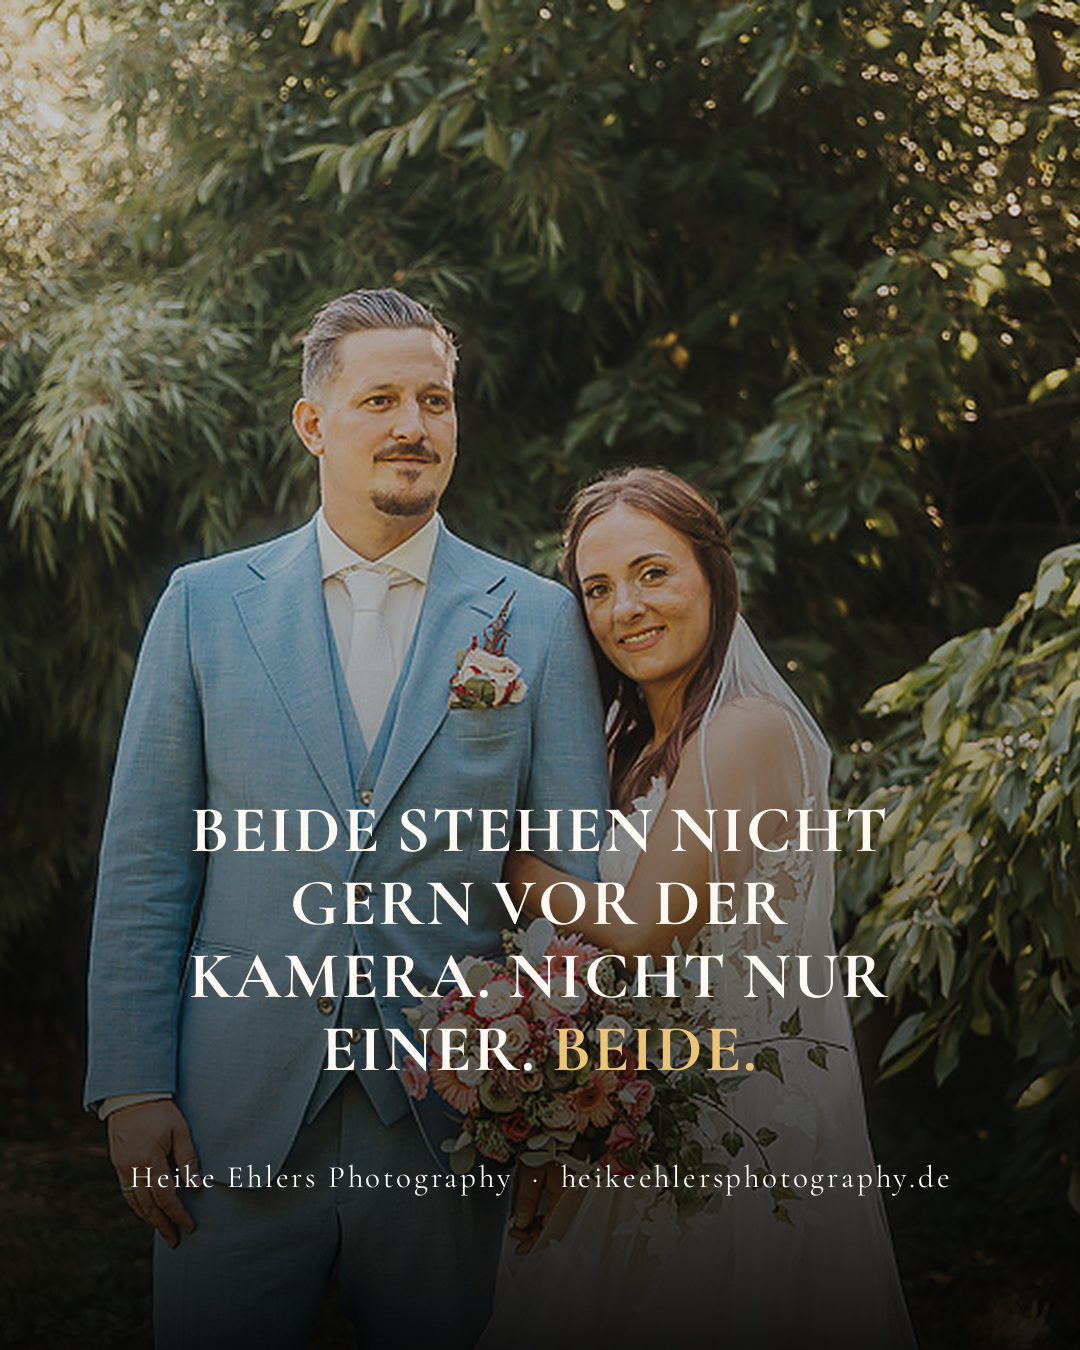 BEIDE STEHEN NICHT
GERN VOR DER
KAMERA. NICHT NUR
EINER. BEIDE.
Heike Ehlers Photography · heikeehlersphotography.de